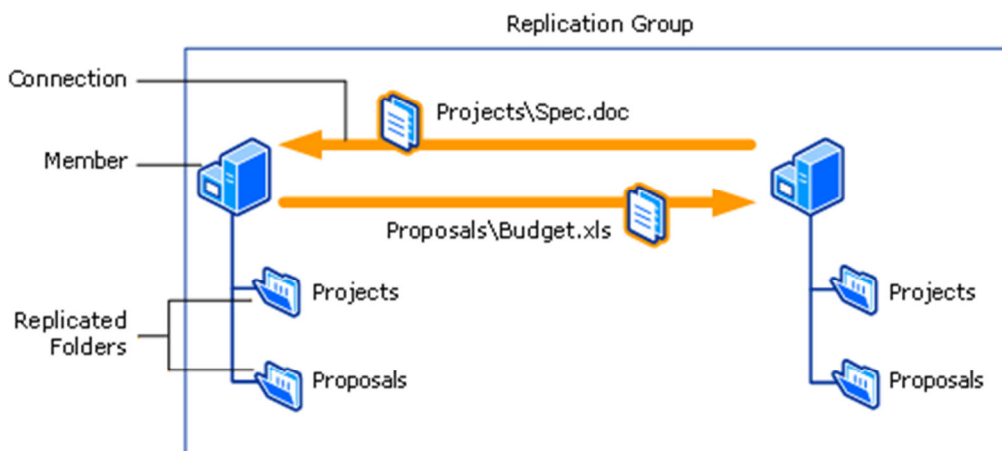 Replication Group
Connection
Projects\Spec.doc
Member
Proposals\Budget.xls
Projects
Projects
Replicated
Folders
Proposals
Proposals